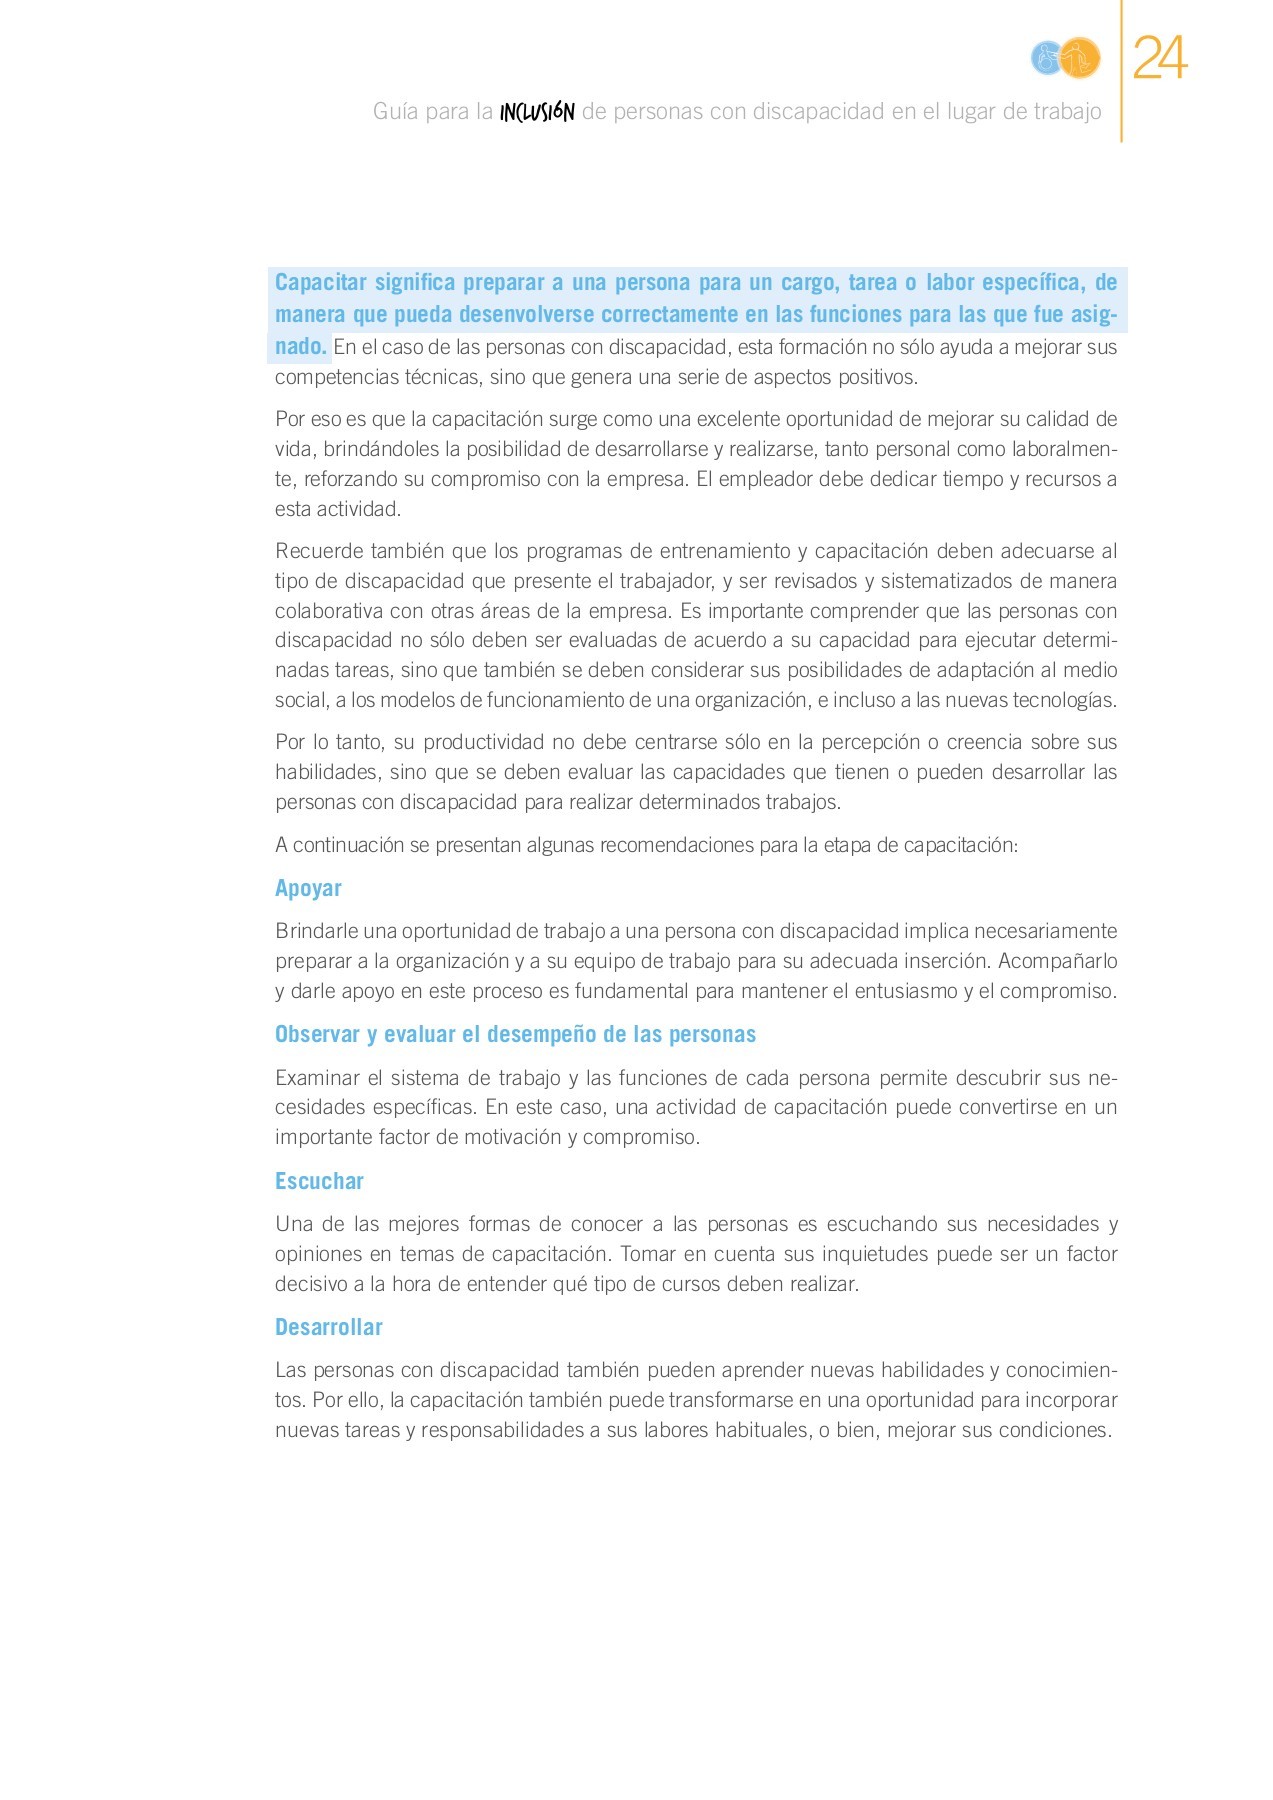 24
Guía para la INCLUSIÓN de personas con discapacidad en el lugar de trabajo
Capacitar significa preparar a una persona para un cargo, tarea o labor específica, de
manera que pueda desenvolverse correctamente en las funciones para las que fue asig-
nado. En el caso de las personas con discapacidad, esta formación no sólo ayuda a mejorar sus
competencias técnicas, sino que genera una serie de aspectos positivos.
Por eso es que la capacitación surge como una excelente oportunidad de mejorar su calidad de
vida, brindándoles la posibilidad de desarrollarse y realizarse, tanto personal como laboralmen-
te, reforzando su compromiso con la empresa. El empleador debe dedicar tiempo y recursos a
esta actividad.
Recuerde también que los programas de entrenamiento y capacitación deben adecuarse al
tipo de discapacidad que presente el trabajador, y ser revisados y sistematizados de manera
colaborativa con otras áreas de la empresa. Es importante comprender que las personas con
discapacidad no sólo deben ser evaluadas de acuerdo a su capacidad para ejecutar determi-
nadas tareas, sino que también se deben considerar sus posibilidades de adaptación al medio
social, a los modelos de funcionamiento de una organización, e incluso a las nuevas tecnologías.
Por lo tanto, su productividad no debe centrarse sólo en la percepción o creencia sobre sus
habilidades, sino que se deben evaluar las capacidades que tienen o pueden desarrollar las
personas con discapacidad para realizar determinados trabajos.
A continuación se presentan algunas recomendaciones para la etapa de capacitación:
Apoyar
Brindarle una oportunidad de trabajo a una persona con discapacidad implica necesariamente
preparar a la organización y a su equipo de trabajo para su adecuada inserción. Acompañarlo
y darle apoyo en este proceso es fundamental para mantener el entusiasmo y el compromiso.
Observar y evaluar el desempeño de las personas
Examinar el sistema de trabajo y las funciones de cada persona permite descubrir sus ne-
cesidades específicas. En este caso, una actividad de capacitación puede convertirse en un
importante factor de motivación y compromiso.
Escuchar
Una de las mejores formas de conocer a las personas es escuchando sus necesidades y
opiniones en temas de capacitación. Tomar en cuenta sus inquietudes puede ser un factor
decisivo a la hora de entender qué tipo de cursos deben realizar.
Desarrollar
Las personas con discapacidad también pueden aprender nuevas habilidades y conocimien-
tos. Por ello, la capacitación también puede transformarse en una oportunidad para incorporar
nuevas tareas y responsabilidades a sus labores habituales, o bien, mejorar sus condiciones.